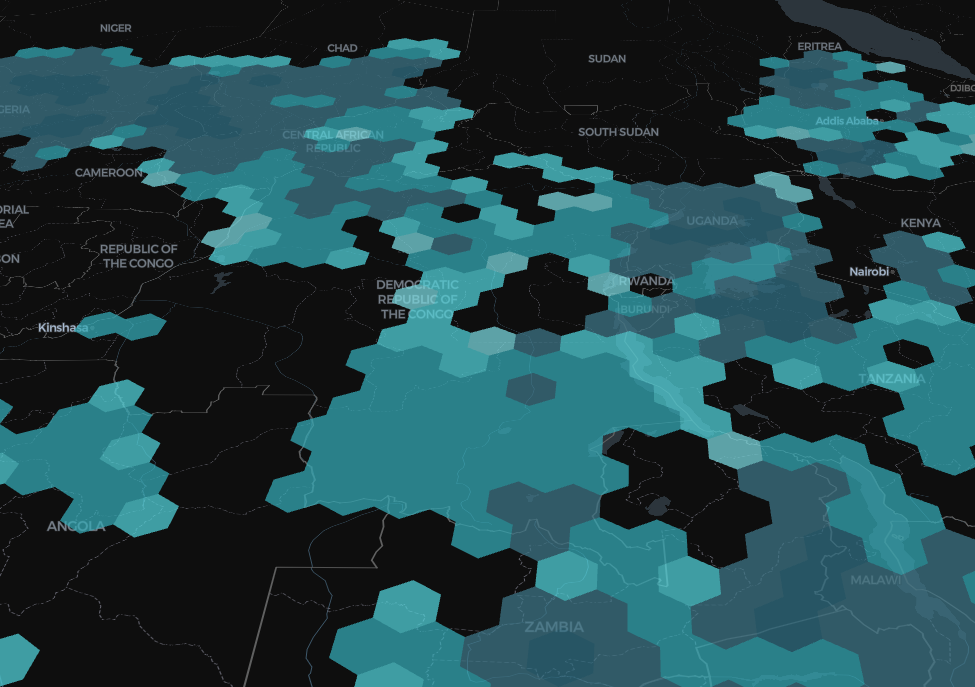 NIGER
CHAD
SUDAN
ERITREA
DJIBO
GERIA
Addis Ababa
CENTRAL AFRICAN
REPUBLIC
SOUTH SUDAN
CAMEROON
ORIAL
EA
UGANDA
KENYA
REPUBLIC OF
THE CONGO
ON
Nairobi
DEMOCRATIC
REPUBLIC OF
THE CONGO
RWANDA
BURUNDI
Kinshasa
TANZANIA
ANGOLA
MALAWI
ZAMBIA